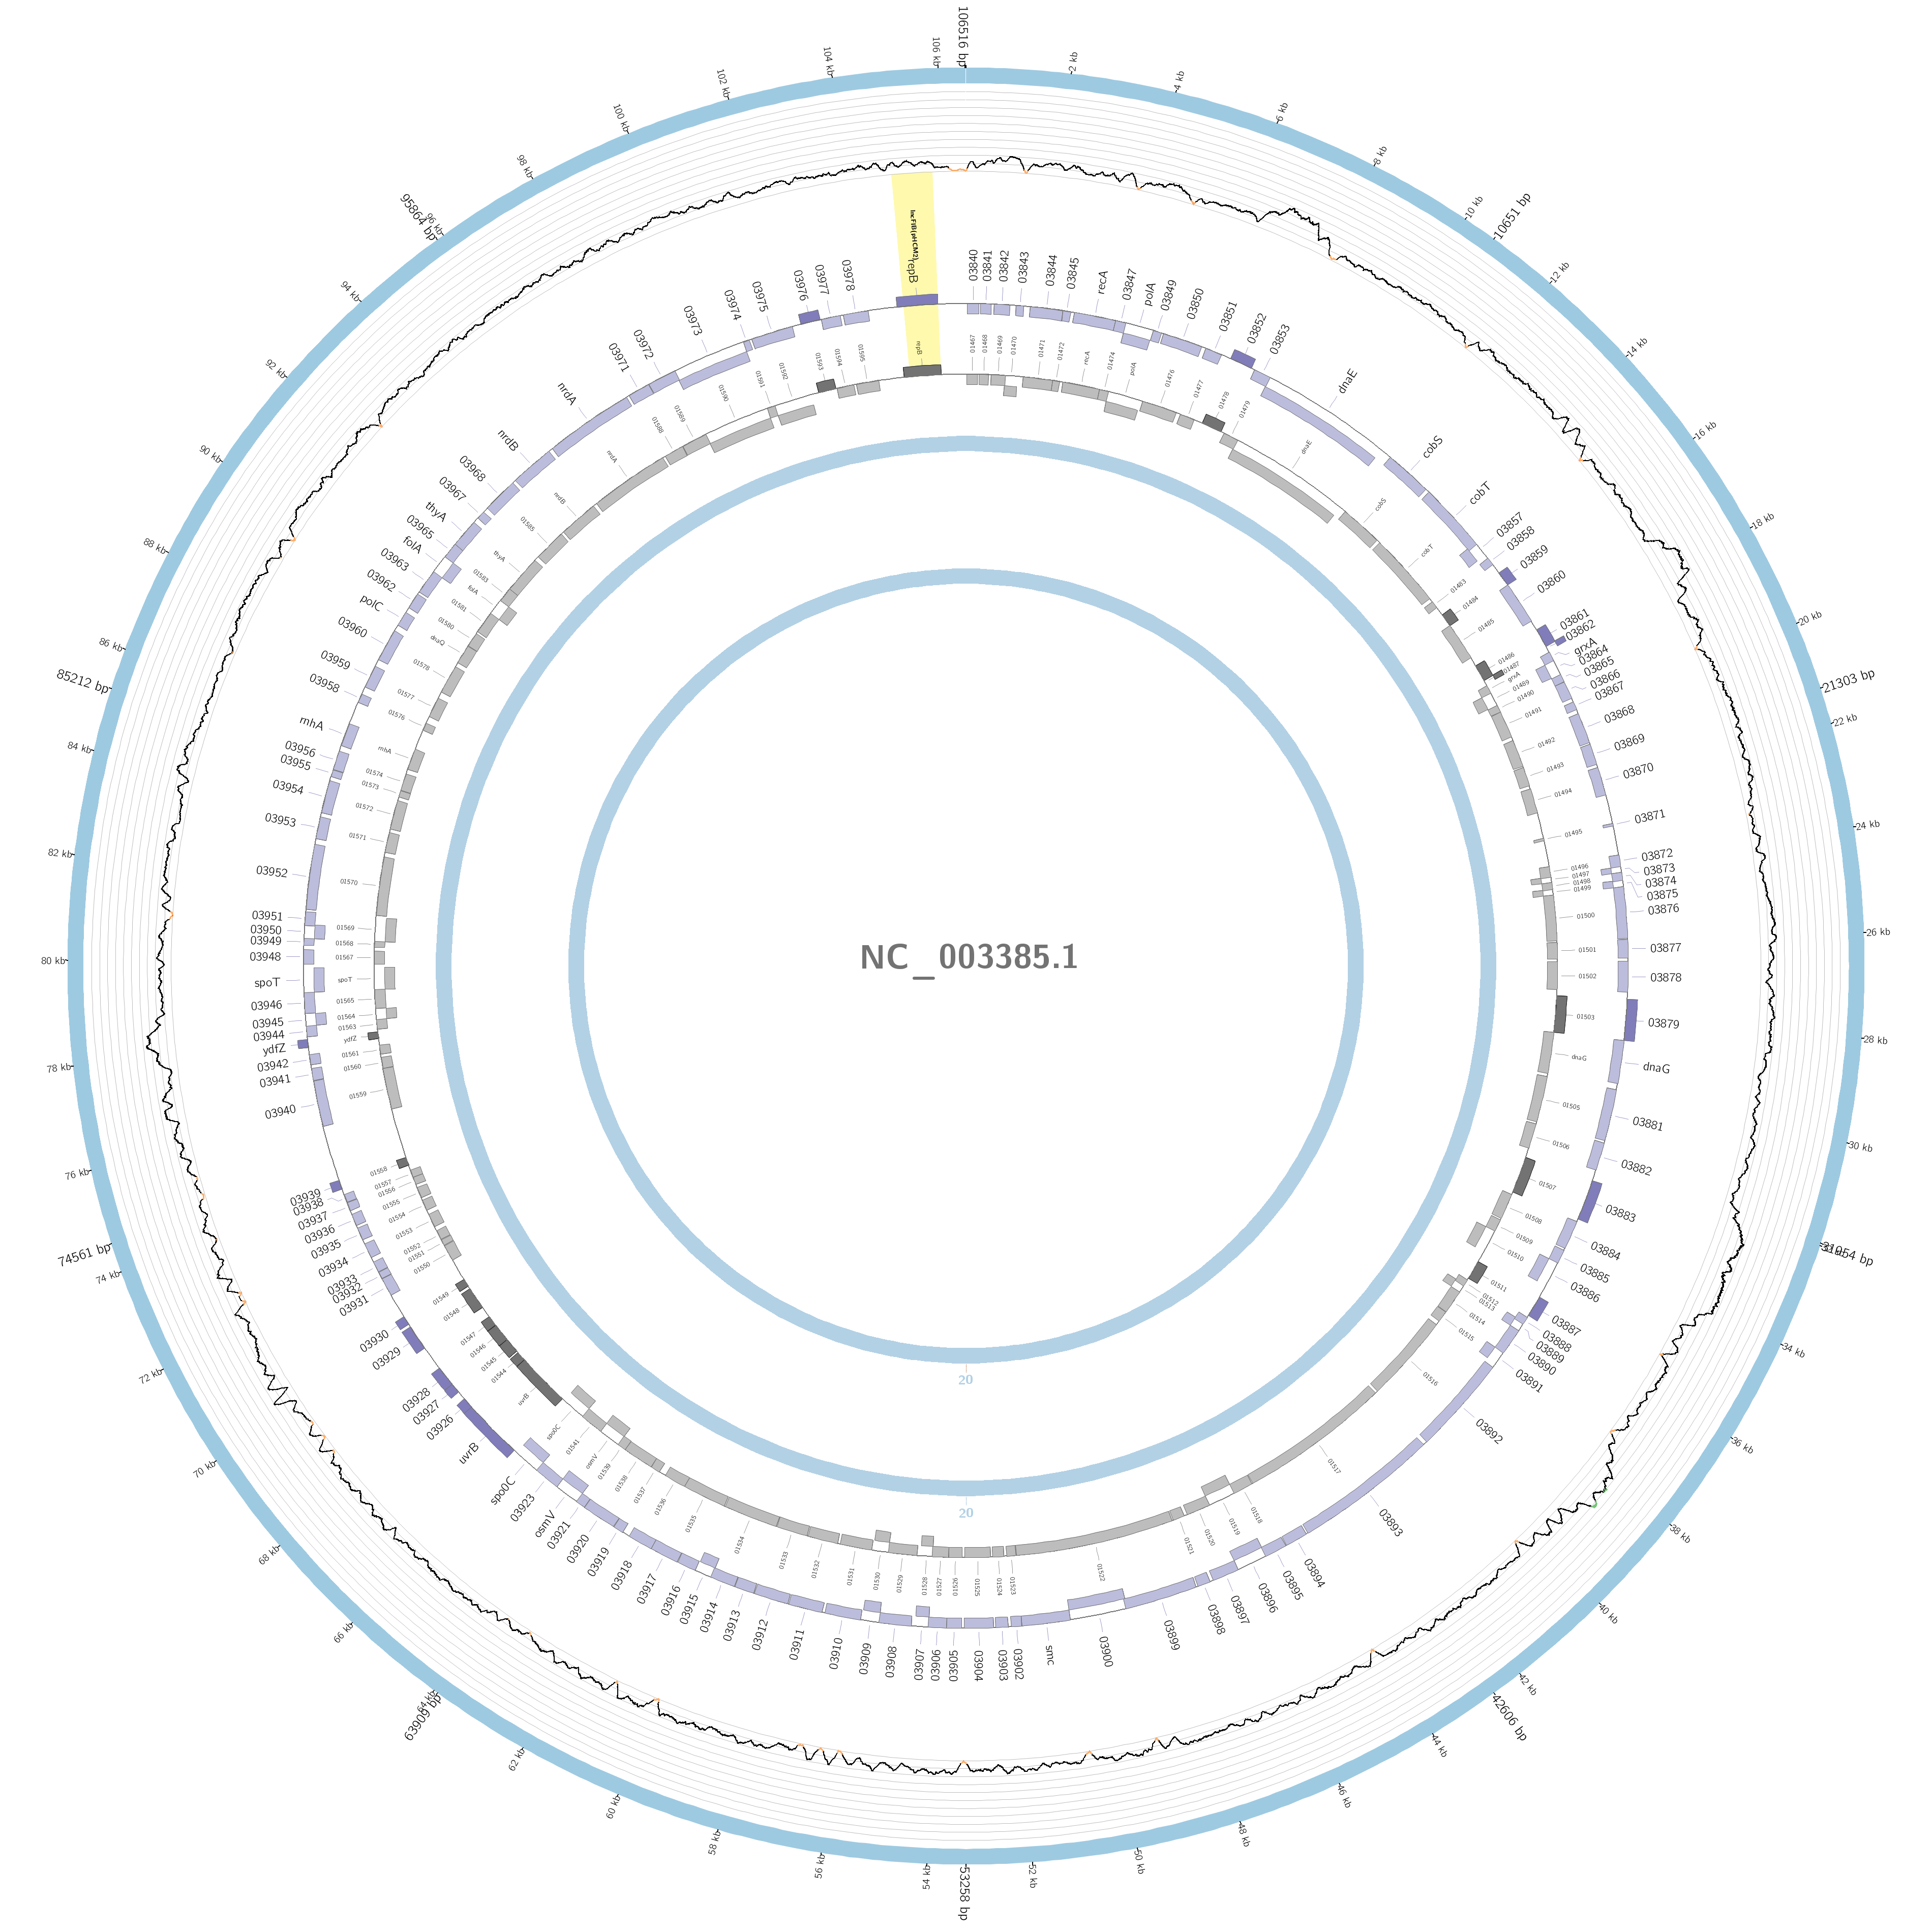 NC_003385.1
106516 bp
2 kb
4 kb
6 kb
8 kb
10 kb
10651 bp
12 kb
14 kb
16 kb
18 kb
20 kb
21303 bp
22 kb
24 kb
26 kb
28 kb
30 kb
31954 bp
34 kb
36 kb
38 kb
40 kb
42 kb
42606 bp
44 kb
46 kb
48 kb
50 kb
52 kb
53258 bp
54 kb
56 kb
58 kb
60 kb
62 kb
64 kb
63909 bp
66 kb
68 kb
70 kb
72 kb
74 kb
74561 bp
76 kb
78 kb
80 kb
82 kb
84 kb
85212 bp
86 kb
88 kb
90 kb
92 kb
94 kb
96 kb
95864 bp
98 kb
100 kb
102 kb
104 kb
106 kb
IncFIB(pHCM2)
repB
03840
03841
03842
03843
03844
03845
recA
03847
polA
03849
03850
03851
03852
03853
dnaE
cobS
cobT
03857
03858
03859
03860
03861
03862
grxA
03864
03865
03866
03867
03868
03869
03870
03871
03872
03873
03874
03875
03876
03877
03878
03879
dnaG
03881
03882
03883
03884
03885
03886
03887
03888
03889
03890
03891
03892
03893
03894
03895
03896
03897
03898
03899
03900
smc
03902
03903
03904
03905
03906
03907
03908
03909
03910
03911
03912
03913
03914
03915
03916
03917
03918
03919
03920
03921
osmV
03923
spo0C
uvrB
03926
03927
03928
03929
03930
03931
03932
03933
03934
03935
03936
03937
03938
03939
03940
03941
03942
ydfZ
03944
03945
03946
spoT
03948
03949
03950
03951
03952
03953
03954
03955
03956
rnhA
03958
03959
03960
polC
03962
03963
folA
03965
thyA
03967
03968
nrdB
nrdA
03971
03972
03973
03974
03975
03976
03977
03978
repB
01467
01468
01469
01470
01471
01472
recA
01474
polA
01476
01477
01478
01479
dnaE
cobS
cobT
01483
01484
01485
01486
01487
grxA
01489
01490
01491
01492
01493
01494
01495
01496
01497
01498
01499
01500
01501
01502
01503
dnaG
01505
01506
01507
01508
01509
01510
01511
01512
01513
01514
01515
01516
01517
01518
01519
01520
01521
01522
01523
01524
01525
01526
01527
01528
01529
01530
01531
01532
01533
01534
01535
01536
01537
01538
01539
osmV
01541
spo0C
uvrB
01544
01545
01546
01547
01548
01549
01550
01551
01552
01553
01554
01555
01556
01557
01558
01559
01560
01561
ydfZ
01563
01564
01565
spoT
01567
01568
01569
01570
01571
01572
01573
01574
rnhA
01576
01577
01578
dnaQ
01580
01581
folA
01583
thyA
01585
nrdB
nrdA
01588
01589
01590
01591
01592
01593
01594
01595
20
20